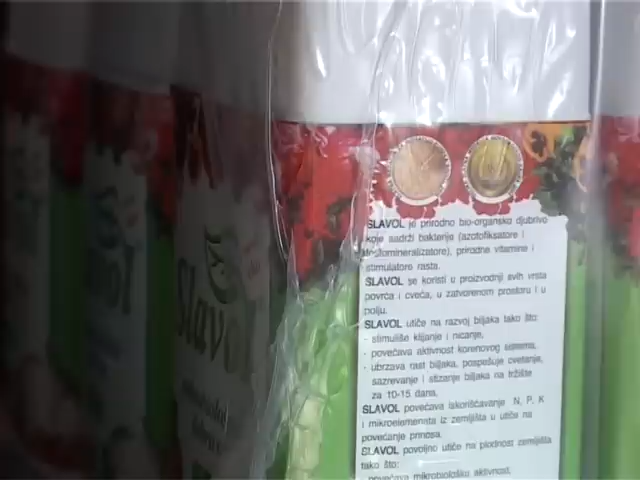 SLAVOL je prirodno bio-organsko djubrivo
koje sadrži bakterije (azotofiksatore i
fosfomineralizatore), prirodne vitamine i
stimulatore rasta.
SLAVOL se koristi u proizvodnji svih vrsta
povrća i cveća, u zatvorenom prostoru i u
polju.
SLAVOL utiče na razvoj biljaka tako što:
- stimuliše klijanje i nicanje,
- povećava aktivnost korenovog sistema,
- ubrzava rast biljaka, pospešuje cvetanje,
sazrevanje i stizanje biljaka na tržište
za 10-15 dana.
SLAVOL povećava iskorišćavanje N, P, K
i mikroelemenata iz zemljišta u utiče na
povećanje prinosa.
SLAVOL povoljno utiče na plodnost zemljišta
tako što:
- povećava mikrobiološku aktivnost,
Slavol